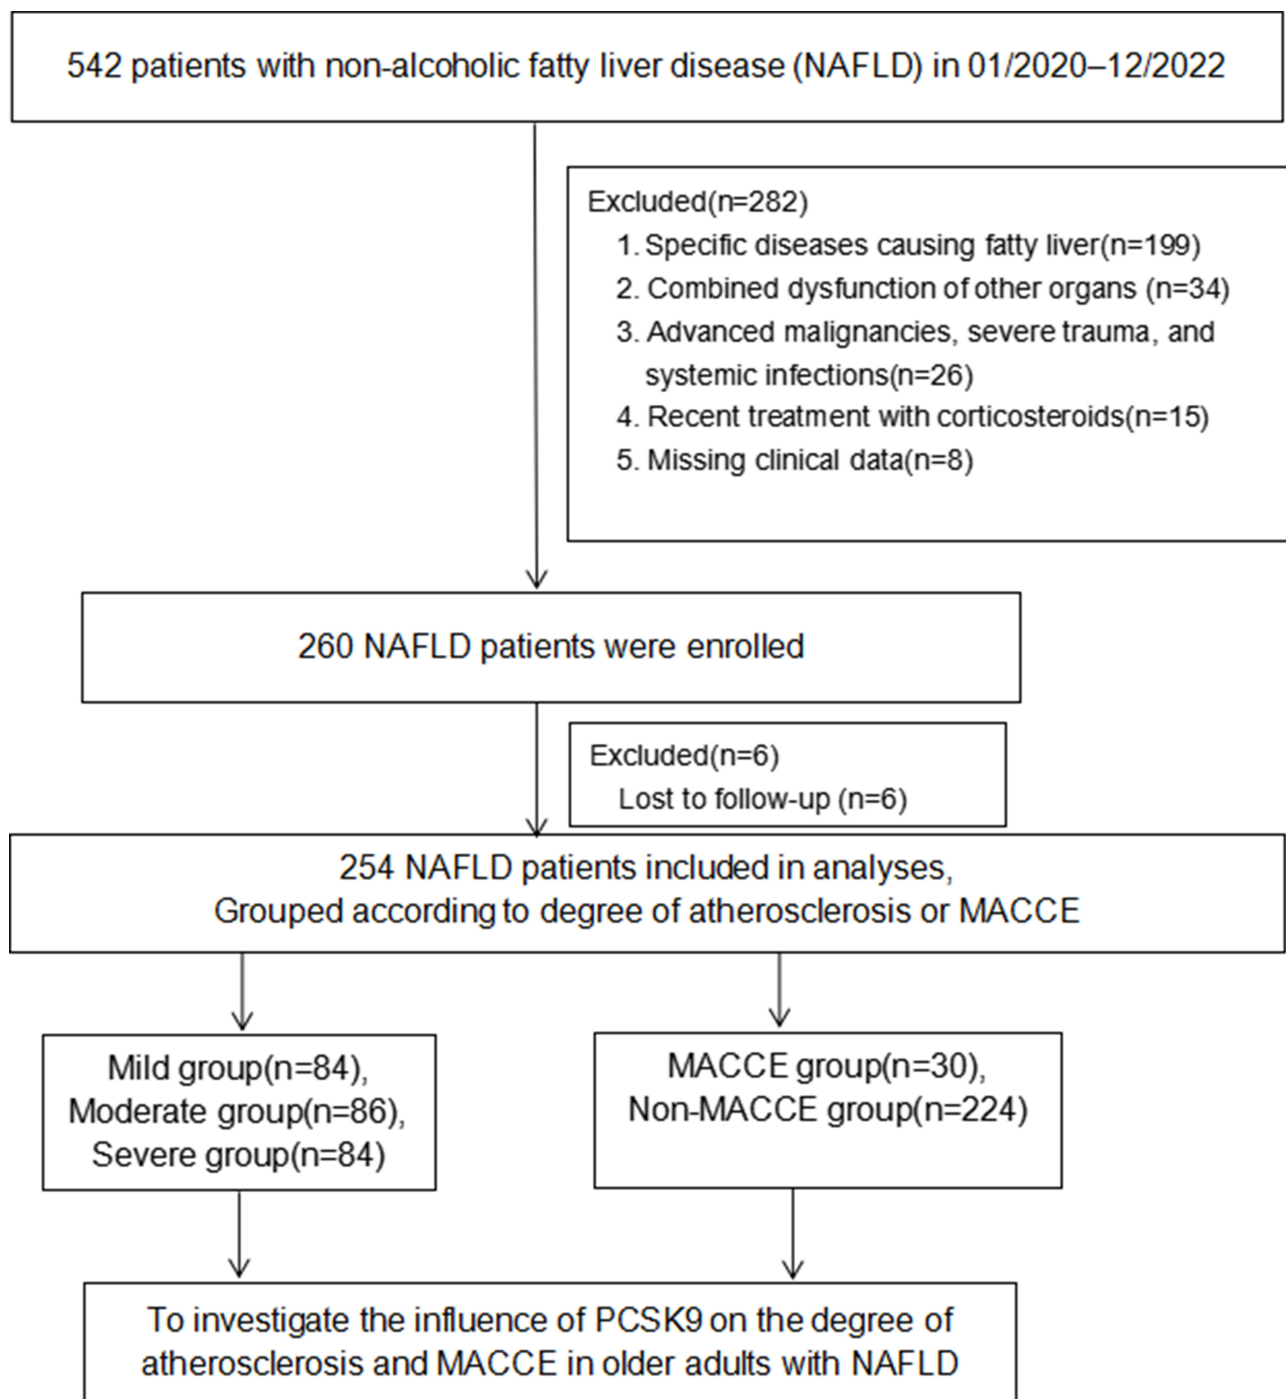 542 patients with non-alcoholic fatty liver disease (NAFLD) in 01/2020–12/2022
Excluded(n=282)
1. Specific diseases causing fatty liver(n=199)
2. Combined dysfunction of other organs (n=34)
3. Advanced malignancies, severe trauma, and
systemic infections(n=26)
4. Recent treatment with corticosteroids(n=15)
5. Missing clinical data(n=8)
260 NAFLD patients were enrolled
Excluded(n=6)
Lost to follow-up (n=6)
254 NAFLD patients included in analyses,
Grouped according to degree of atherosclerosis or MACCE
Mild group(n=84),
Moderate group(n=86),
Severe group(n=84)
MACCE group(n=30),
Non-MACCE group(n=224)
To investigate the influence of PCSK9 on the degree of
atherosclerosis and MACCE in older adults with NAFLD